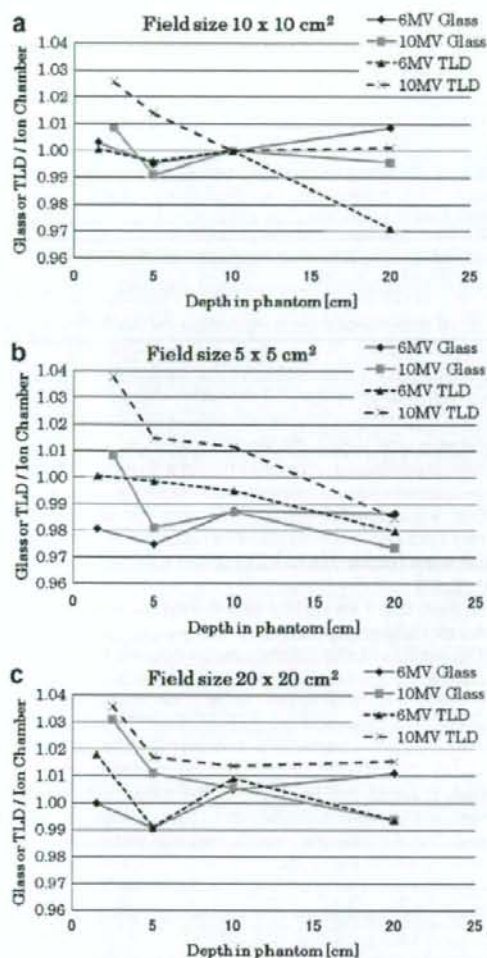 a
Field size 10 x 10 cm²
6MV Glass
10MV Glass
6MV TLD
10MV TLD
Glass or TLD / Ion Chamber
1.04
1.03
1.02
1.01
1.00
0.99
0.98
0.97
0.96
0 5 10 15 20 25
Depth in phantom [cm]
b
Field size 5 x 5 cm²
6MV Glass
10MV Glass
6MV TLD
10MV TLD
Glass or TLD / Ion Chamber
1.04
1.03
1.02
1.01
1.00
0.99
0.98
0.97
0.96
0 5 10 15 20 25
Depth in phantom [cm]
c
Field size 20 x 20 cm²
6MV Glass
10MV Glass
6MV TLD
10MV TLD
Glass or TLD / Ion Chamber
1.04
1.03
1.02
1.01
1.00
0.99
0.98
0.97
0.96
0 5 10 15 20 25
Depth in phantom [cm]